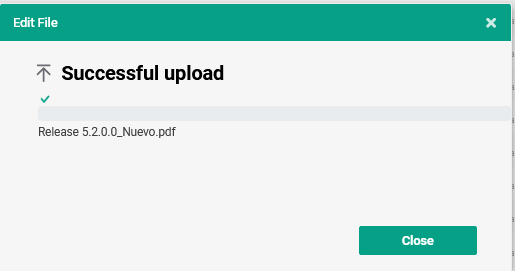 Edit File
Successful upload
Release 5.2.0.0_Nuevo.pdf
Close